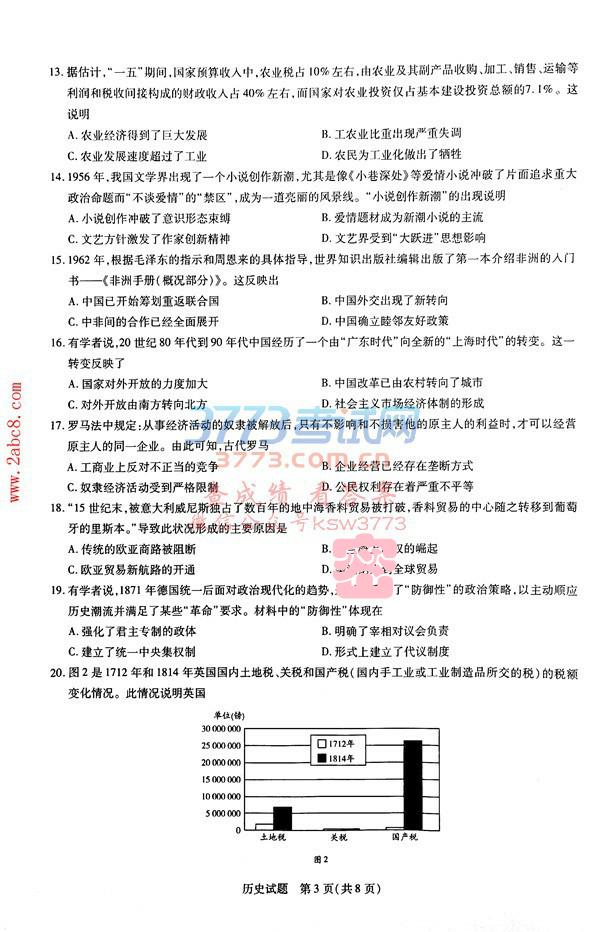 13. 据估计，“一五”期间，国家预算收入中，农业税占10%左右，由农业及其副产品收购、加工、销售、运输等
利润和税收间接构成的财政收入占40%左右，而国家对农业投资仅占基本建设投资总额的7.1%。这
说明
A. 农业经济得到了巨大发展 B. 工农业比重出现严重失调
C. 农业发展速度超过了工业 D. 农民为工业化做出了牺牲
14. 1956年，我国文学界出现了一个小说创作新潮，尤其是像《小巷深处》等爱情小说冲破了片面追求重大
政治命题而“不谈爱情”的“禁区”，成为一道亮丽的风景线。“小说创作新潮”的出现说明
A. 小说创作冲破了意识形态束缚 B. 爱情题材成为新潮小说的主流
C. 文艺方针激发了作家创新精神 D. 文艺界受到“大跃进”思想影响
15. 1962年，根据毛泽东的指示和周恩来的具体指导，世界知识出版社编辑出版了第一本介绍非洲的入门
书——《非洲手册(概况部分)》。这反映出
A. 中国已开始筹划重返联合国 B. 中国外交出现了新转向
C. 中非间的合作已经全面展开 D. 中国确立睦邻友好政策
16. 有学者说，20世纪80年代到90年代中国经历了一个由“广东时代”向全新的“上海时代”的转变。这一
转变反映了
A. 国家对外开放的力度加大 B. 中国改革已由农村转向了城市
C. 对外开放由南方转向北方 D. 社会主义市场经济体制的形成
17. 罗马法中规定：从事经济活动的奴隶被解放后，只有不影响和不损害他的原主人的利益时，才可以经营
原主人的同一企业。由此可知，古代罗马
A. 工商业上反对不正当的竞争 B. 企业经营已经存在垄断方式
C. 奴隶经济活动受到严格限制 D. 公民权利存在着严重不平等
18. “15世纪末，被意大利威尼斯独占了数百年的地中海香料贸易被打破，香料贸易的中心随之转移到葡萄
牙的里斯本。”导致此状况形成的主要原因是
A. 传统的欧亚商路被阻断 B. 权的崛起
C. 欧亚贸易新航路的开通 D. 全球贸易
19. 有学者说，1871年德国统一后面对政治现代化的趋势， 了“防御性”的政治策略，以主动顺应
历史潮流并满足了某些“革命”要求。材料中的“防御性”体现在
A. 强化了君主专制的政体 B. 明确了宰相对议会负责
C. 建立了统一中央集权制 D. 形式上建立了代议制度
20. 图2是1712年和1814年英国国内土地税、关税和国产税(国内手工业或工业制造品所交的税)的税额
变化情况。此情况说明英国
单位(镑)
30 000 000
25 000 000
20 000 000
15 000 000
10 000 000
5 000 000
0
1712年
1814年
土地税 关税 国产税
图2
历史试题 第3页(共8页)
www.2abc8.com
3773考试网
3773.com.cn
查成绩 看答案
微信公众号ksw3773